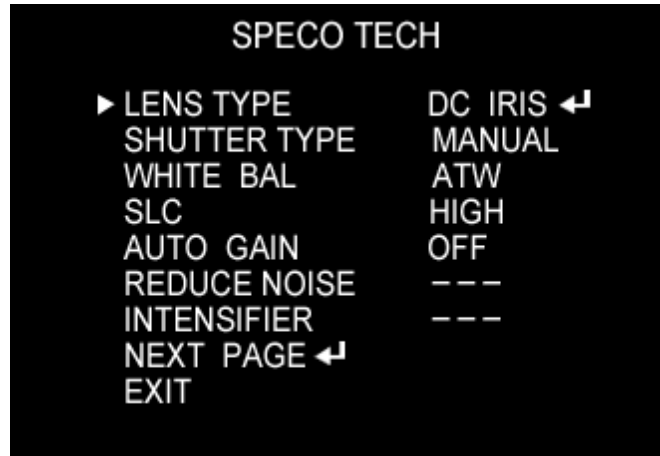 SPECO TECH
▶ LENS TYPE DC IRIS ↵
SHUTTER TYPE MANUAL
WHITE BAL ATW
SLC HIGH
AUTO GAIN OFF
REDUCE NOISE ---
INTENSIFIER ---
NEXT PAGE ↵
EXIT